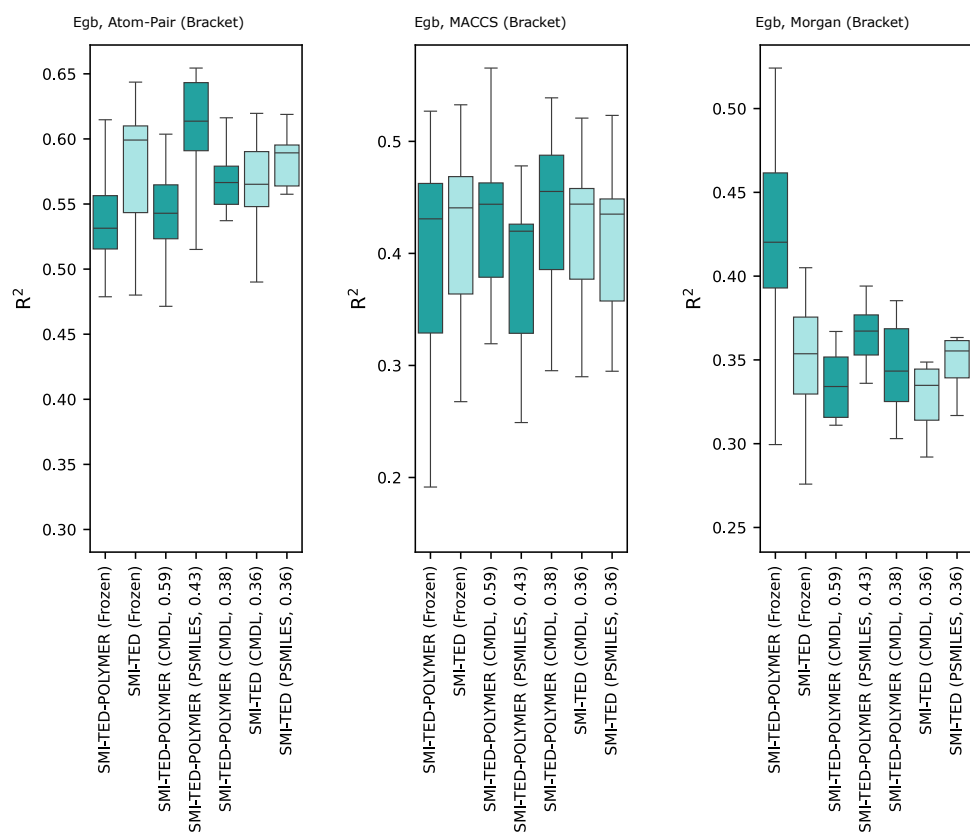 Egb, Atom-Pair (Bracket)
R²
0.65
0.60
0.55
0.50
0.45
0.40
0.35
0.30
SMI-TED-POLYMER (Frozen)
SMI-TED (Frozen)
SMI-TED-POLYMER (CMDL, 0.59)
SMI-TED-POLYMER (PSMILES, 0.43)
SMI-TED-POLYMER (CMDL, 0.38)
SMI-TED (CMDL, 0.36)
SMI-TED (PSMILES, 0.36)
Egb, MACCS (Bracket)
R²
0.5
0.4
0.3
0.2
SMI-TED-POLYMER (Frozen)
SMI-TED (Frozen)
SMI-TED-POLYMER (CMDL, 0.59)
SMI-TED-POLYMER (PSMILES, 0.43)
SMI-TED-POLYMER (CMDL, 0.38)
SMI-TED (CMDL, 0.36)
SMI-TED (PSMILES, 0.36)
Egb, Morgan (Bracket)
R²
0.50
0.45
0.40
0.35
0.30
0.25
SMI-TED-POLYMER (Frozen)
SMI-TED (Frozen)
SMI-TED-POLYMER (CMDL, 0.59)
SMI-TED-POLYMER (PSMILES, 0.43)
SMI-TED-POLYMER (CMDL, 0.38)
SMI-TED (CMDL, 0.36)
SMI-TED (PSMILES, 0.36)